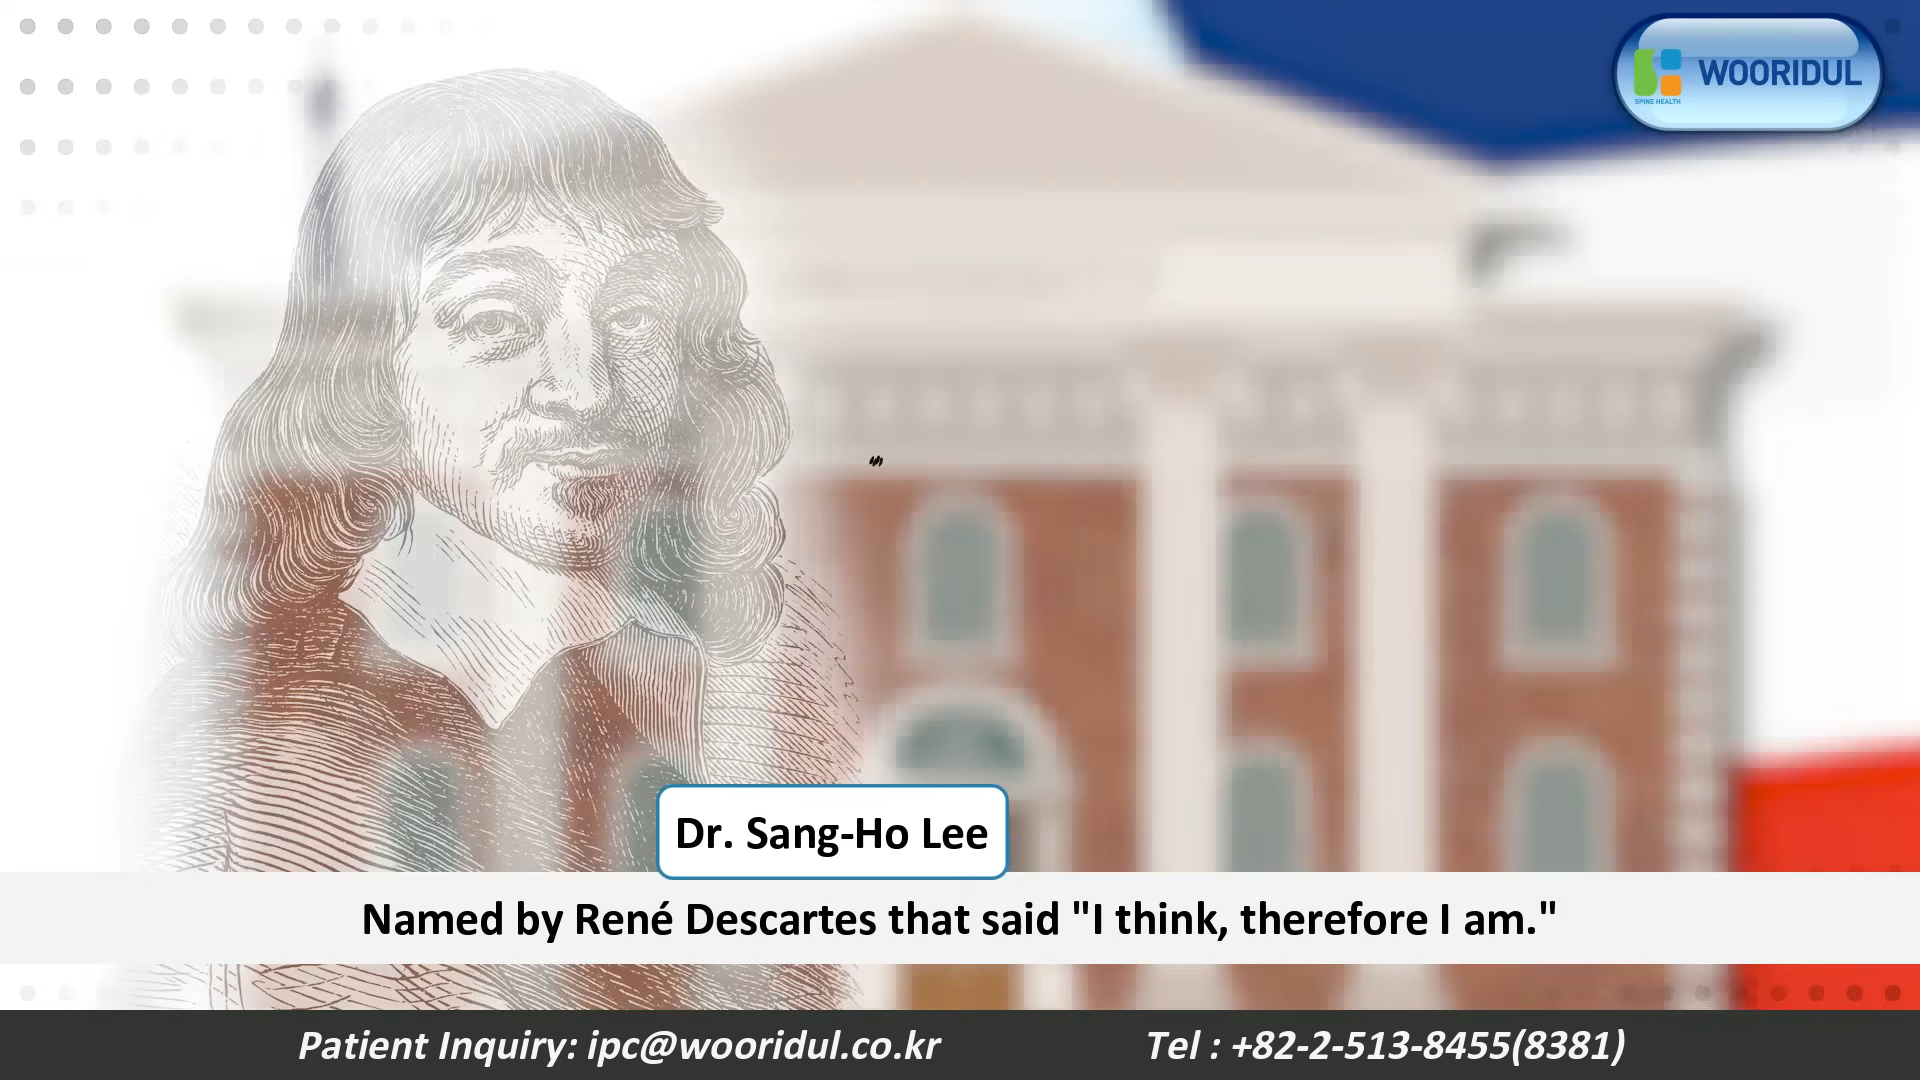 WOORIDUL
SPINE HEALTH
Dr. Sang-Ho Lee
Named by René Descartes that said "I think, therefore I am."
Patient Inquiry: ipc@wooridul.co.kr
Tel : +82-2-513-8455(8381)